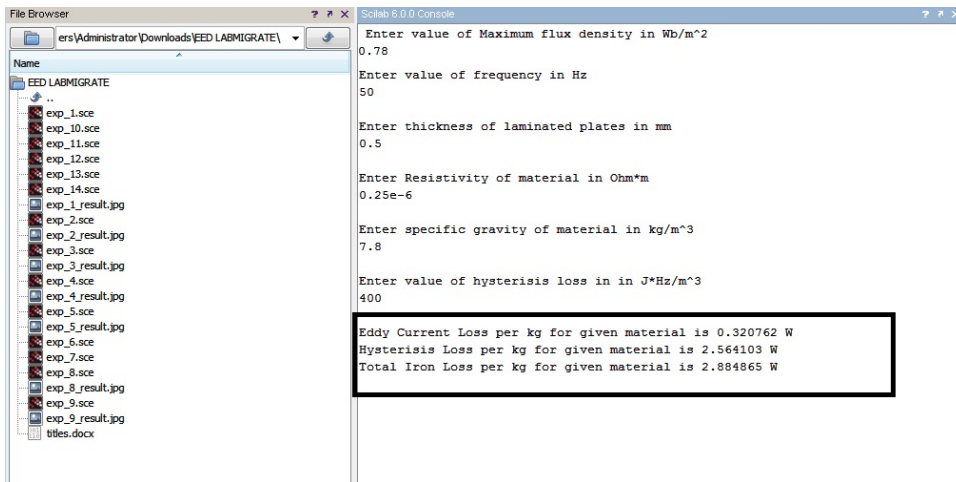 File Browser
ers\Administrator\Downloads\EED LABMIGRATE\
Name
EED LABMIGRATE
..
exp_1.sce
exp_10.sce
exp_11.sce
exp_12.sce
exp_13.sce
exp_14.sce
exp_1_result.jpg
exp_2.sce
exp_2_result.jpg
exp_3.sce
exp_3_result.jpg
exp_4.sce
exp_4_result.jpg
exp_5.sce
exp_5_result.jpg
exp_6.sce
exp_7.sce
exp_8.sce
exp_8_result.jpg
exp_9.sce
exp_9_result.jpg
titles.docx
Scilab 6.0.0 Console
Enter value of Maximum flux density in Wb/m^2
0.78
Enter value of frequency in Hz
50
Enter thickness of laminated plates in mm
0.5
Enter Resistivity of material in Ohm*m
0.25e-6
Enter specific gravity of material in kg/m^3
7.8
Enter value of hysterisis loss in in J*Hz/m^3
400
Eddy Current Loss per kg for given material is 0.320762 W
Hysterisis Loss per kg for given material is 2.564103 W
Total Iron Loss per kg for given material is 2.884865 W